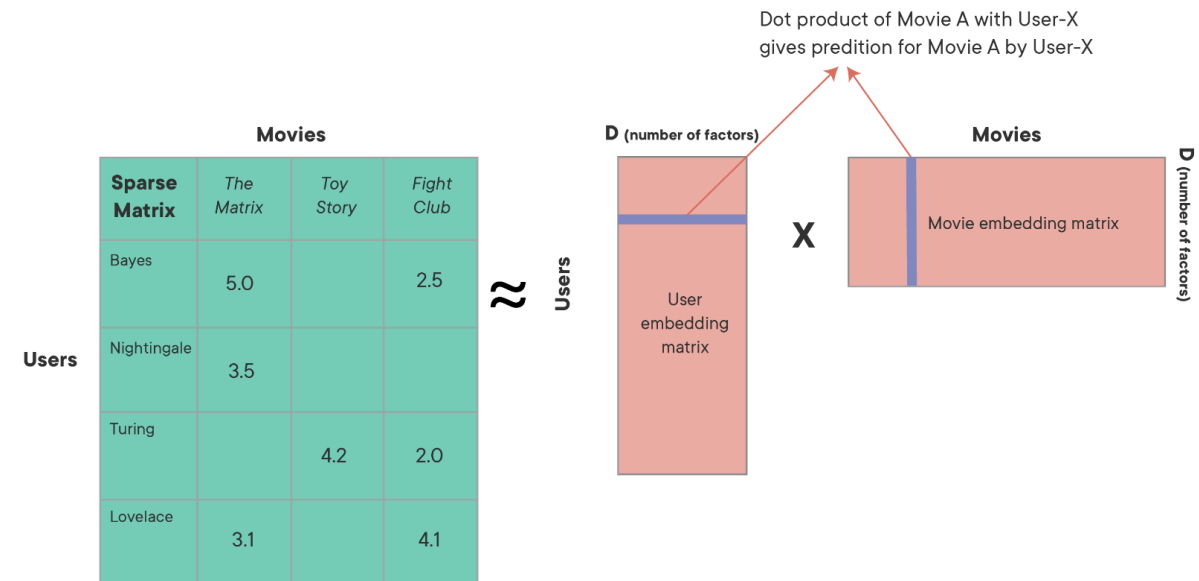 Dot product of Movie A with User-X
gives predition for Movie A by User-X
Movies
Sparse
Matrix
The
Matrix
Toy
Story
Fight
Club
Bayes
5.0
2.5
Nightingale
3.5
Turing
4.2
2.0
Lovelace
3.1
4.1
Users
≈
Users
D (number of factors)
User
embedding
matrix
X
Movies
Movie embedding matrix
D (number of factors)